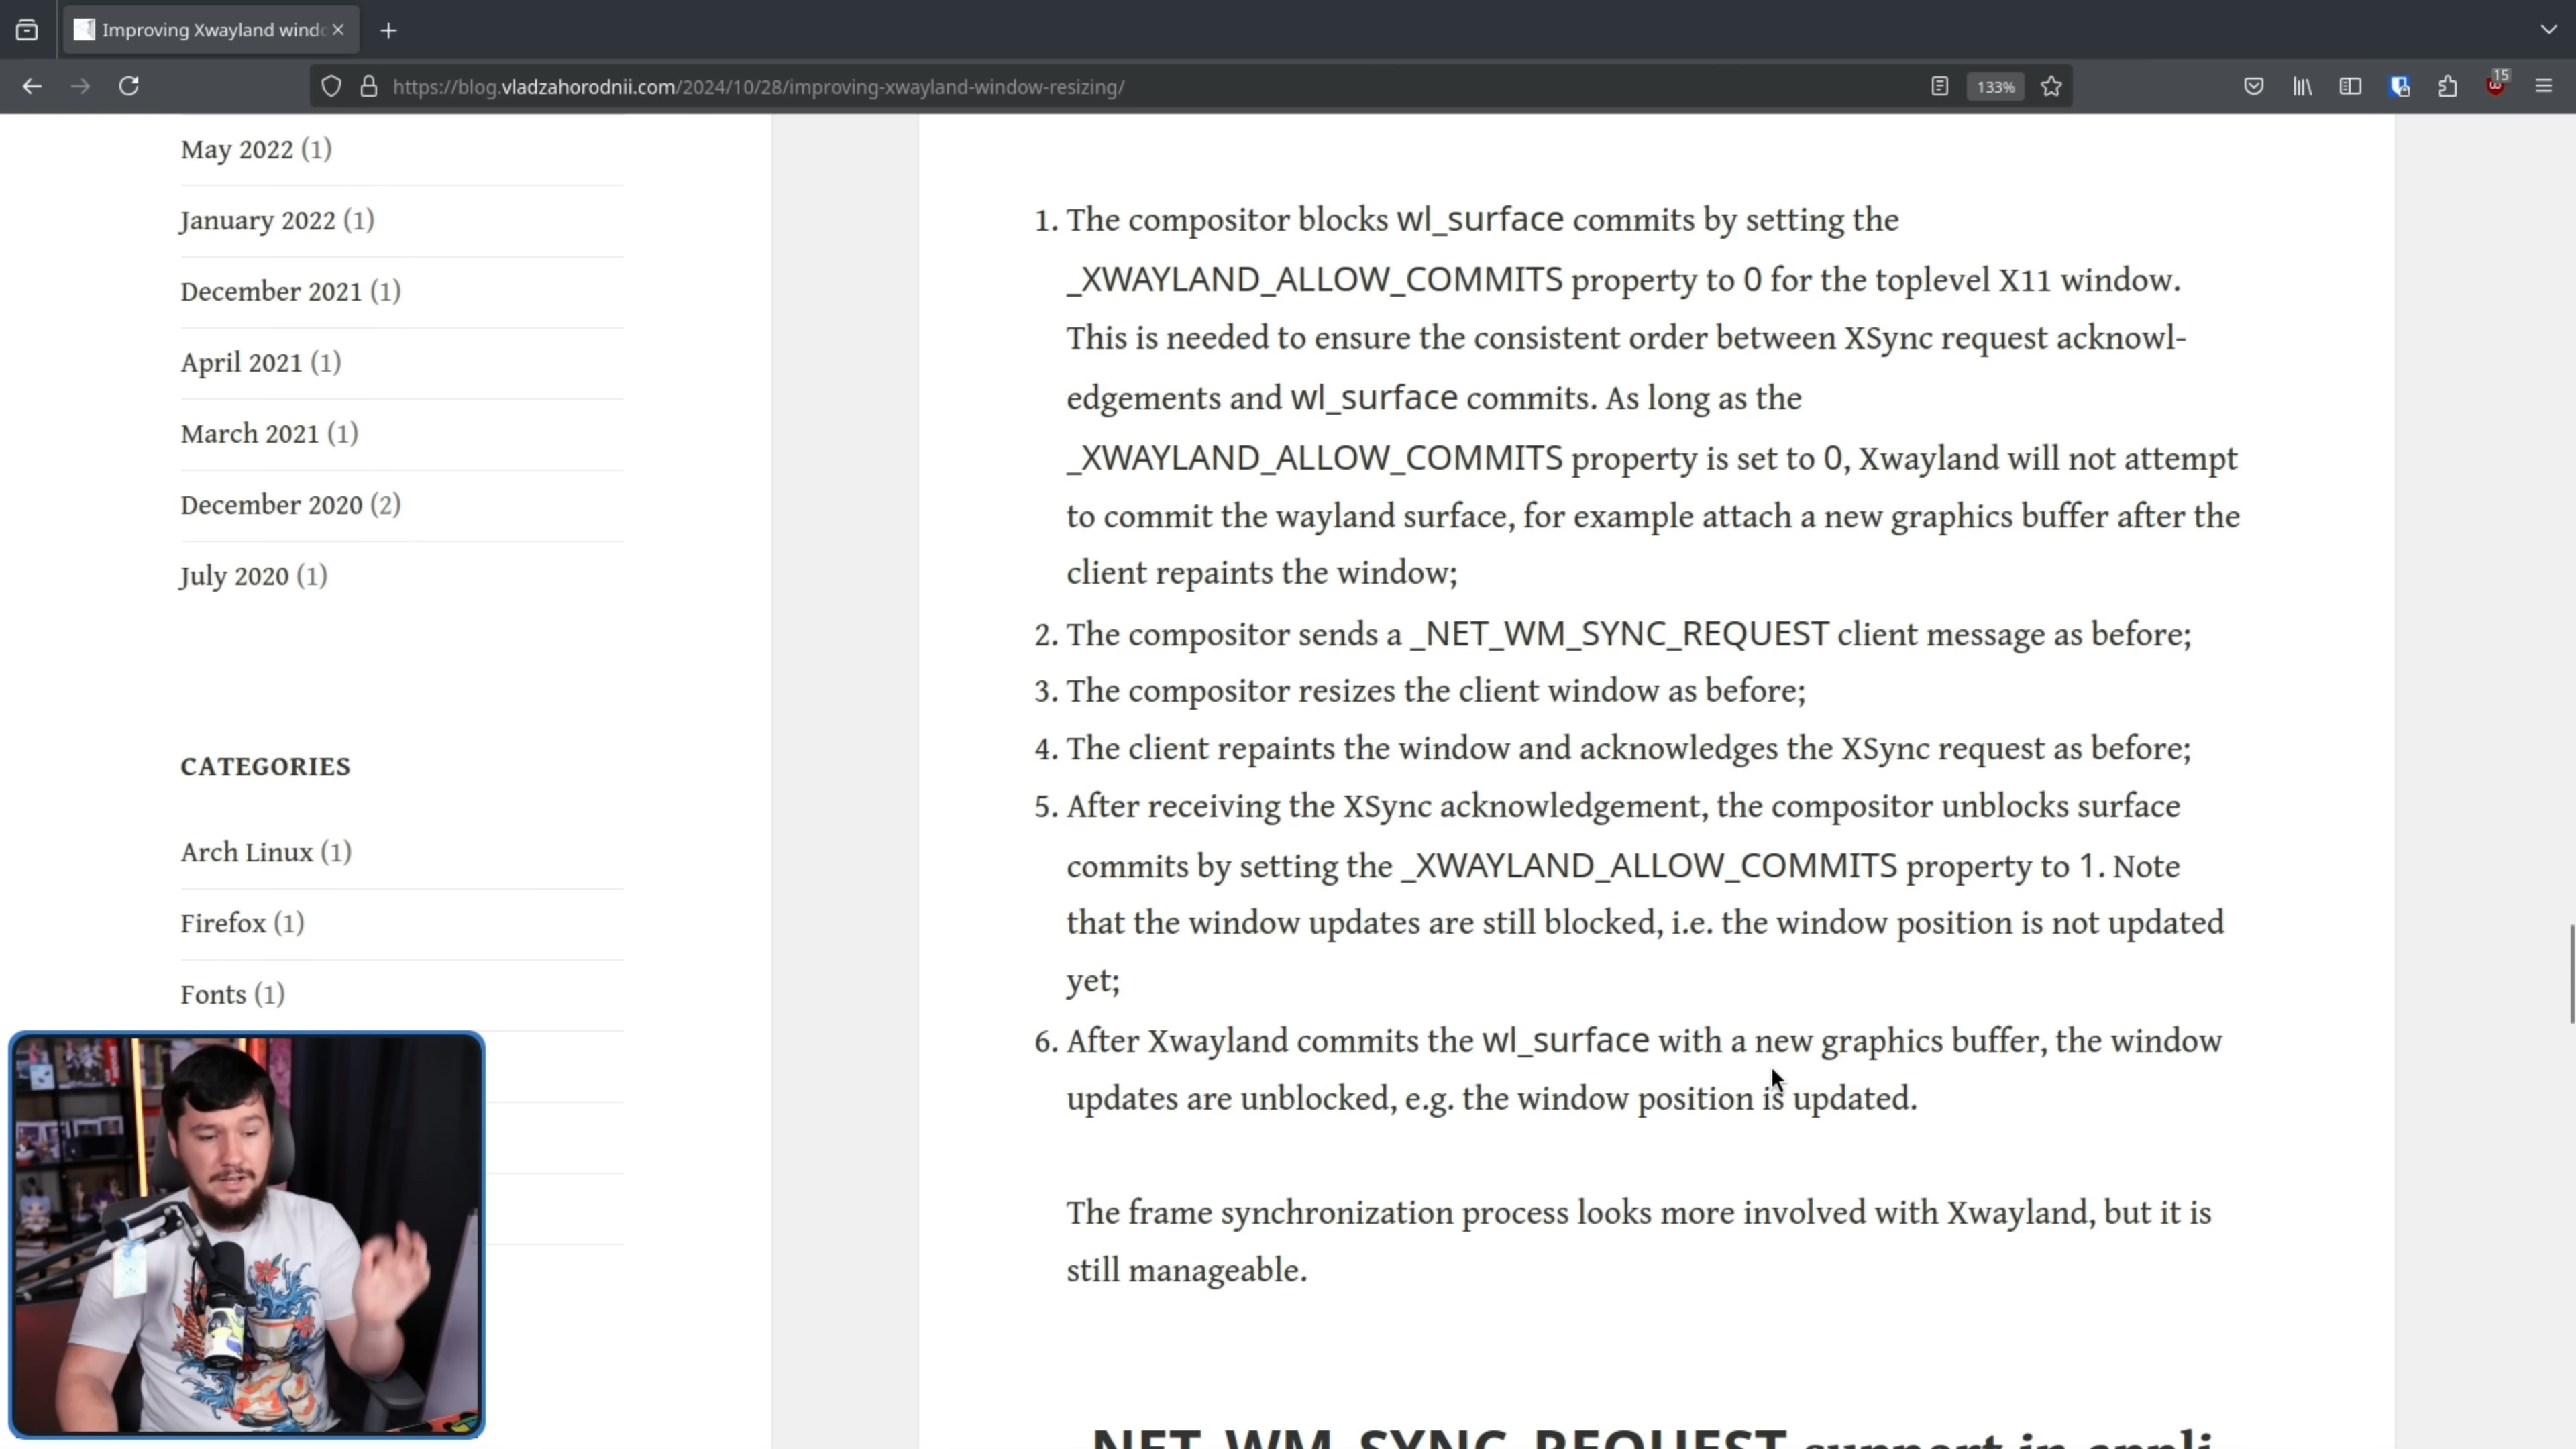 Improving Xwayland wind
https://blog.vladzahorodnii.com/2024/10/28/improving-xwayland-window-resizing/
133%
15
May 2022 (1)
January 2022 (1)
December 2021 (1)
April 2021 (1)
March 2021 (1)
December 2020 (2)
July 2020 (1)
CATEGORIES
Arch Linux (1)
Firefox (1)
Fonts (1)
1. The compositor blocks wl_surface commits by setting the
_XWAYLAND_ALLOW_COMMITS property to 0 for the toplevel X11 window.
This is needed to ensure the consistent order between XSync request acknowl-
edgements and wl_surface commits. As long as the
_XWAYLAND_ALLOW_COMMITS property is set to 0, Xwayland will not attempt
to commit the wayland surface, for example attach a new graphics buffer after the
client repaints the window;
2. The compositor sends a _NET_WM_SYNC_REQUEST client message as before;
3. The compositor resizes the client window as before;
4. The client repaints the window and acknowledges the XSync request as before;
5. After receiving the XSync acknowledgement, the compositor unblocks surface
commits by setting the _XWAYLAND_ALLOW_COMMITS property to 1. Note
that the window updates are still blocked, i.e. the window position is not updated
yet;
6. After Xwayland commits the wl_surface with a new graphics buffer, the window
updates are unblocked, e.g. the window position is updated.
The frame synchronization process looks more involved with Xwayland, but it is
still manageable.
NET_WM_SYNC_REQUEST support in appli-